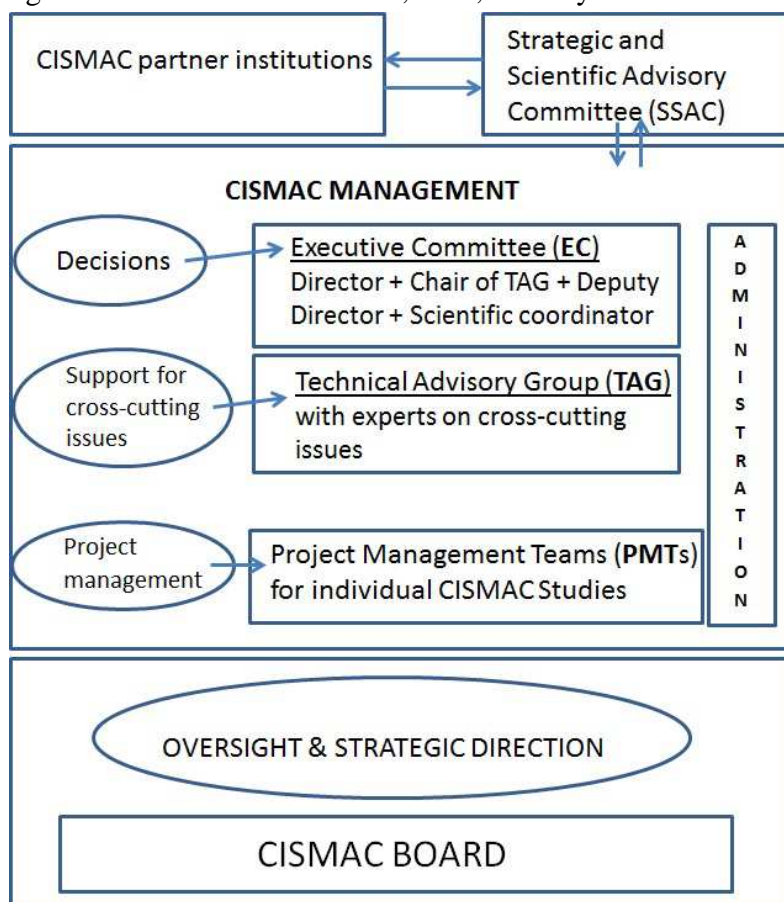 CISMAC partner institutions
Strategic and
Scientific Advisory
Committee (SSAC)
CISMAC MANAGEMENT
Decisions
Executive Committee (EC)
Director + Chair of TAG + Deputy
Director + Scientific coordinator
Support for
cross-cutting
issues
Technical Advisory Group (TAG)
with experts on cross-cutting
issues
Project
management
Project Management Teams (PMTs)
for individual CISMAC Studies
ADMINISTRATION
OVERSIGHT & STRATEGIC DIRECTION
CISMAC BOARD